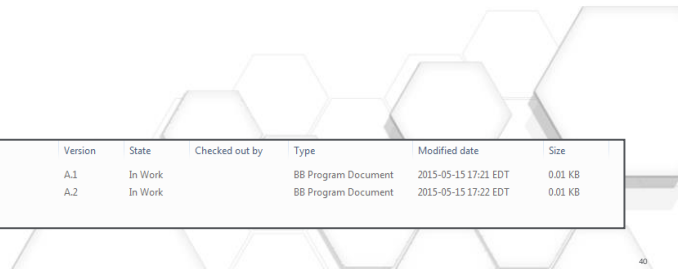 Version State Checked out by Type Modified date Size
A.1 In Work BB Program Document 2015-05-15 17:21 EDT 0.01 KB
A.2 In Work BB Program Document 2015-05-15 17:22 EDT 0.01 KB
40